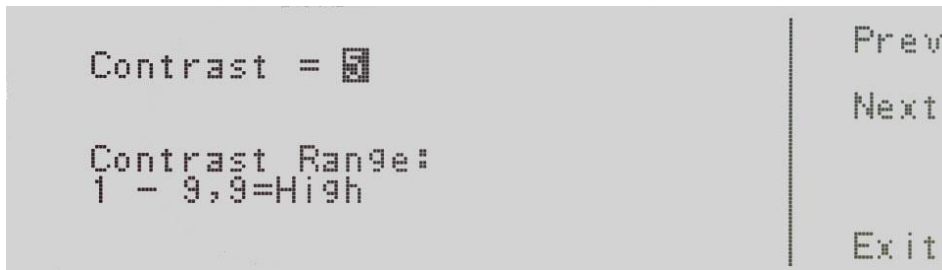 Contrast = 5
Contrast Range:
1 - 9,9=High
Prev
Next
Exit